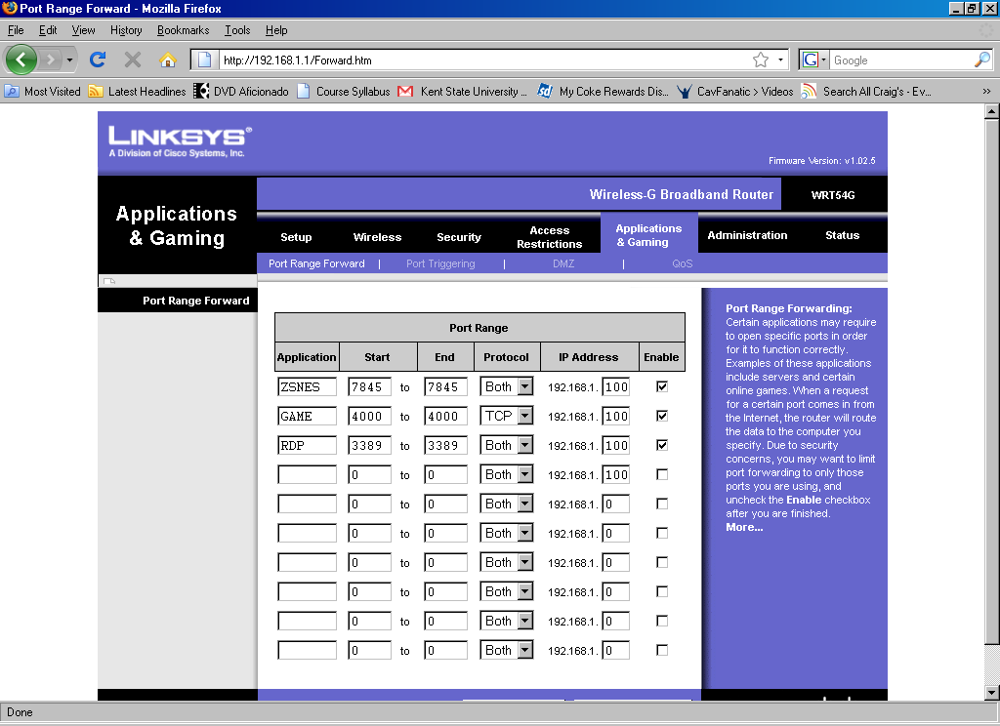 Port Range Forward - Mozilla Firefox
File Edit View History Bookmarks Tools Help
http://192.168.1.1/Forward.htm G Google
Most Visited Latest Headlines DVD Aficionado Course Syllabus Kent State University ... sd My Coke Rewards Dis... CavFanatic > Videos Search All Craig's - Ev... »
LINKSYS®
A Division of Cisco Systems, Inc.
Firmware Version: v1.02.5
Wireless-G Broadband Router WRT54G
Applications
& Gaming
Setup Wireless Security Access Restrictions Applications & Gaming Administration Status
Port Range Forward | Port Triggering | DMZ | QoS
Port Range Forward
Port Range
Application Start End Protocol IP Address Enable
ZSNES 7845 to 7845 Both 192.168.1. 100
GAME 4000 to 4000 TCP 192.168.1. 100
RDP 3389 to 3389 Both 192.168.1. 100
0 to 0 Both 192.168.1. 100
0 to 0 Both 192.168.1. 0
0 to 0 Both 192.168.1. 0
0 to 0 Both 192.168.1. 0
0 to 0 Both 192.168.1. 0
0 to 0 Both 192.168.1. 0
0 to 0 Both 192.168.1. 0
Port Range Forwarding:
Certain applications may require
to open specific ports in order
for it to function correctly.
Examples of these applications
include servers and certain
online games. When a request
for a certain port comes in from
the Internet, the router will route
the data to the computer you
specify. Due to security
concerns, you may want to limit
port forwarding to only those
ports you are using, and
uncheck the Enable checkbox
after you are finished.
More...
Done